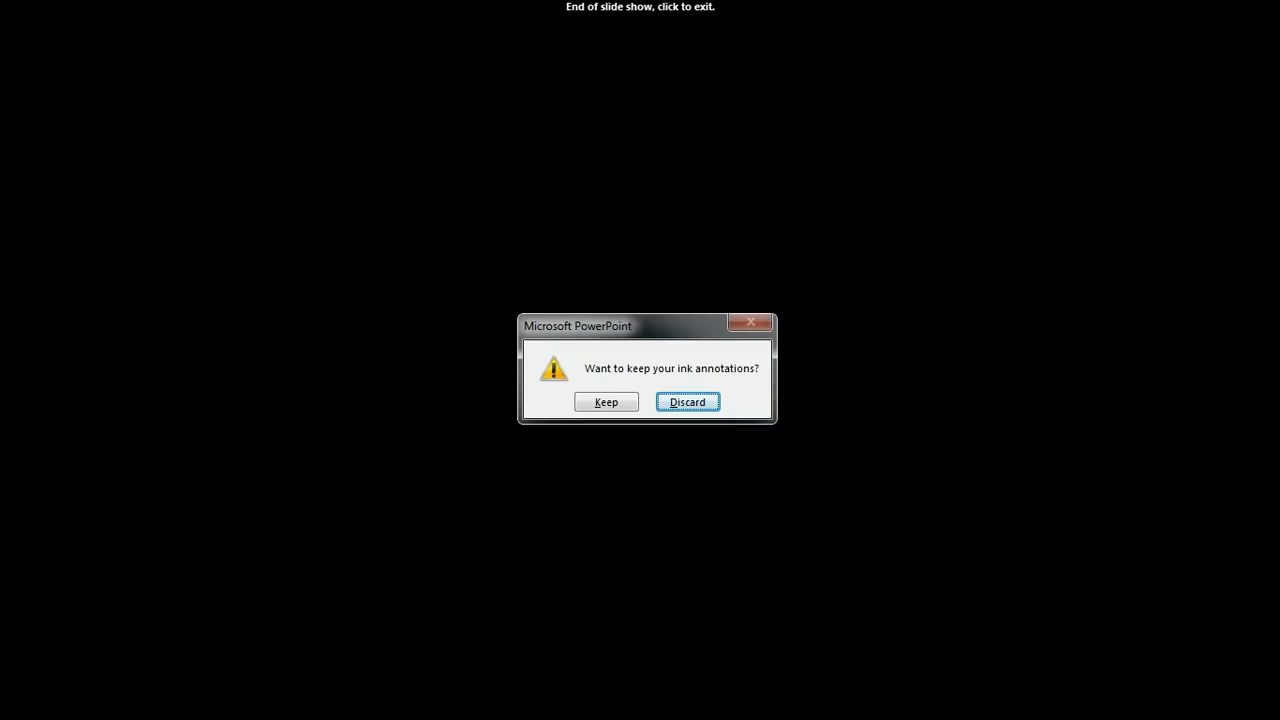 End of slide show, click to exit.
Microsoft PowerPoint
Want to keep your ink annotations?
Keep
Discard